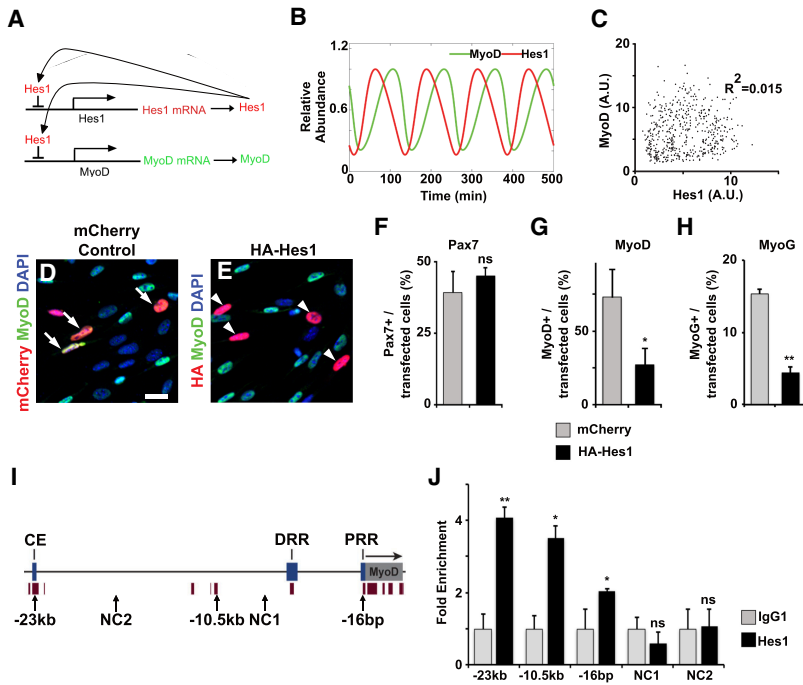 A
Hes1
Hes1 mRNA
Hes1
Hes1
Hes1
MyoD mRNA
MyoD
MyoD
B
MyoD
Hes1
1.2
0.6
0
Relative
Abundance
0
100
200
300
400
500
Time (min)
C
20
10
0
MyoD (A.U.)
R2=0.015
0
10
Hes1 (A.U.)
mCherry
Control
D
mCherry MyoD DAPI
HA-Hes1
E
HA MyoD DAPI
F
Pax7
50
25
0
Pax7+ /
transfected cells (%)
ns
G
MyoD
50
0
MyoD+ /
transfected cells (%)
*
H
MyoG
20
10
0
MyoG+ /
transfected cells (%)
**
mCherry
HA-Hes1
I
CE
DRR
PRR
MyoD
-23kb
NC2
-10.5kb
NC1
-16bp
J
Fold Enrichment
4
2
0
**
*
*
ns
ns
-23kb
-10.5kb
-16bp
NC1
NC2
IgG1
Hes1